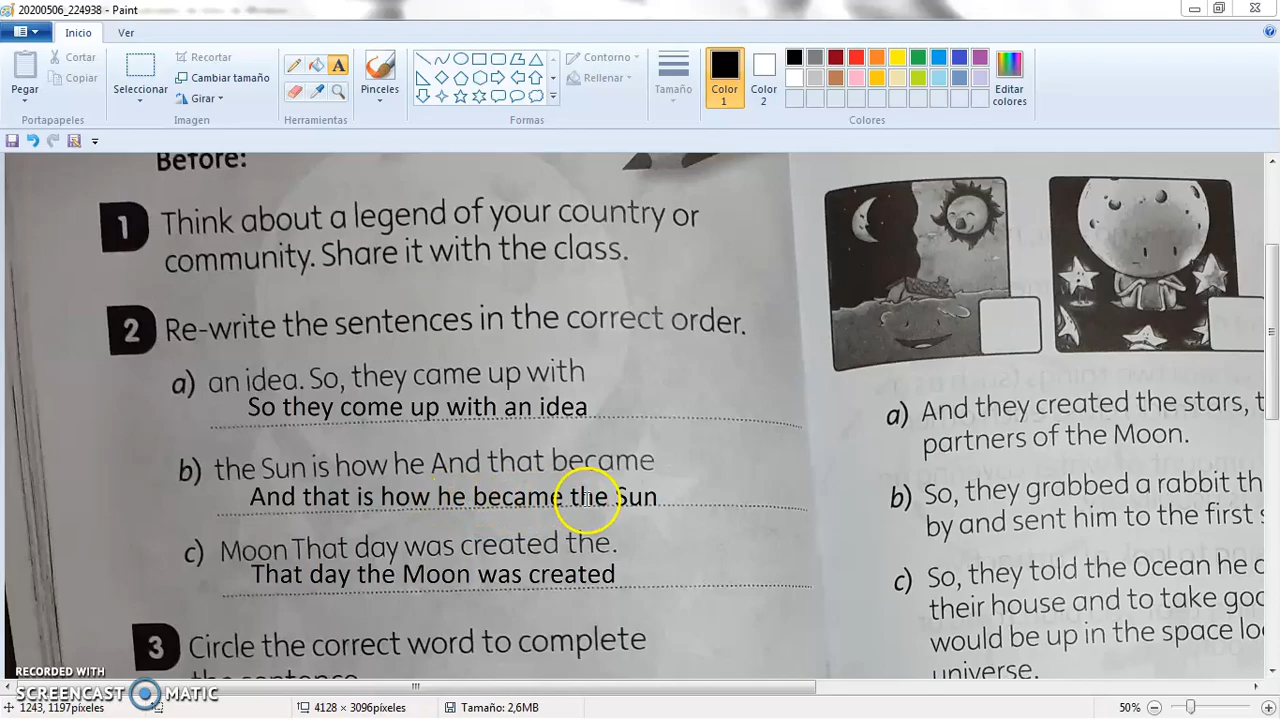 20200506_224938 - Paint
Inicio
Ver
Pegar
Cortar
Copiar
Portapapeles
Seleccionar
Recortar
Cambiar tamaño
Girar
Imagen
A
Herramientas
Pinceles
Contorno
Rellenar
Formas
Tamaño
Color 1
Color 2
Editar colores
Colores
Before:
1 Think about a legend of your country or
community. Share it with the class.
2 Re-write the sentences in the correct order.
a) an idea. So, they came up with
So they come up with an idea
b) the Sun is how he And that became
And that is how he became the Sun
c) Moon That day was created the.
That day the Moon was created
3 Circle the correct word to complete
the sentence
a) And they created the stars, t
partners of the Moon.
b) So, they grabbed a rabbit th
by and sent him to the first s
c) So, they told the Ocean he c
their house and to take goo
would be up in the space loo
universe.
RECORDED WITH
SCREENCAST MATIC
1243, 1197píxeles
4128 × 3096píxeles
Tamaño: 2,6MB
50%